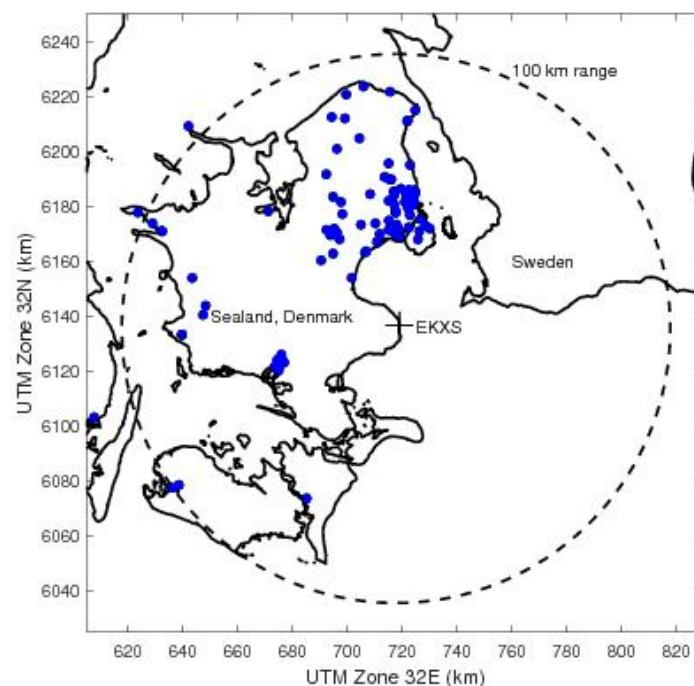 6240
100 km range
6220
6200
6180
6160
Sweden
6140
Sealand, Denmark
EKXS
6120
6100
6080
6060
6040
UTM Zone 32N (km)
620 640 660 680 700 720 740 760 780 800 820
UTM Zone 32E (km)